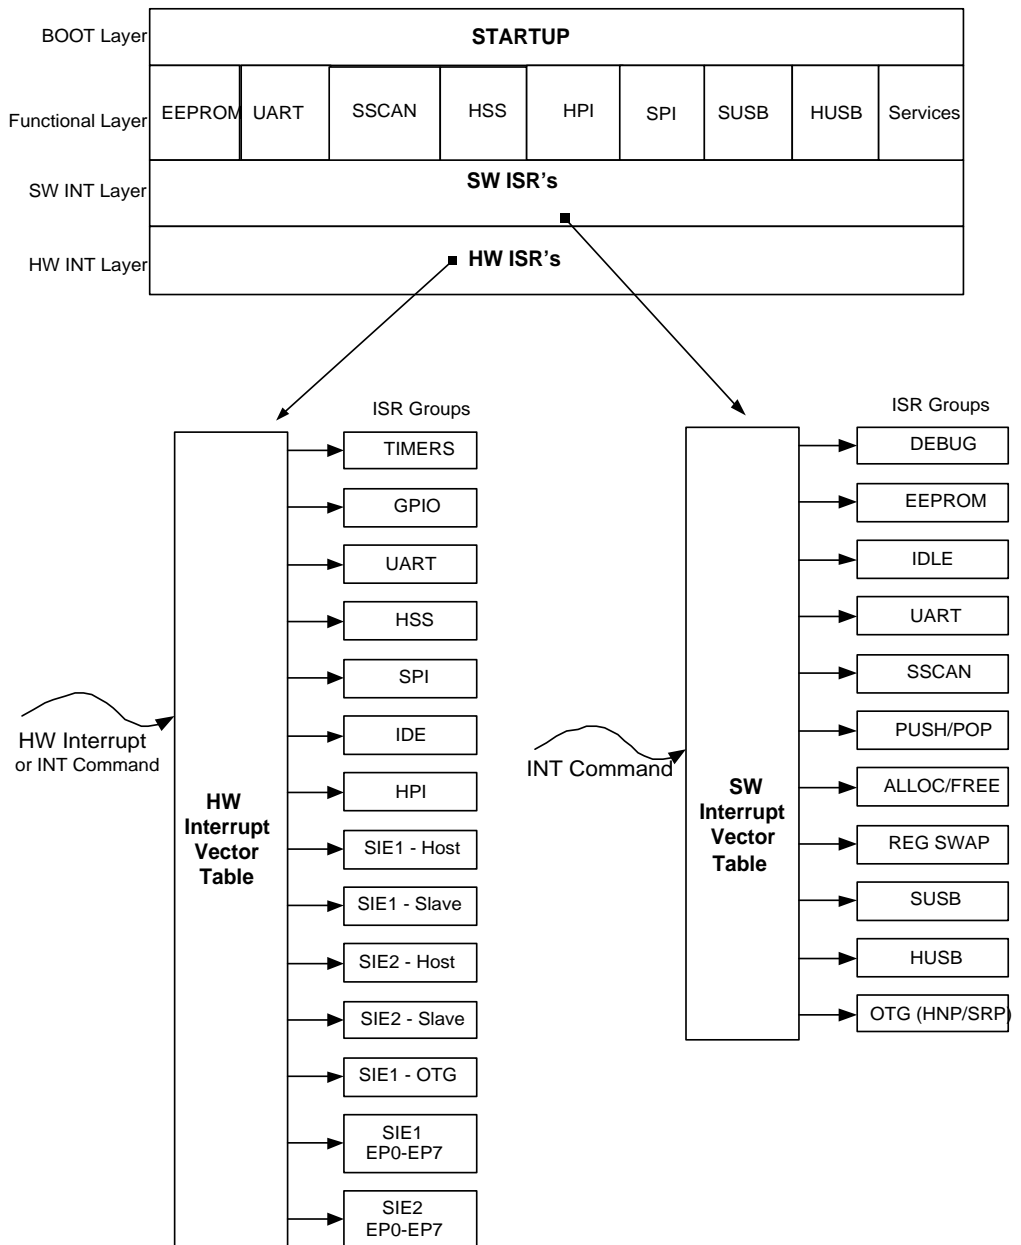 BOOT Layer
STARTUP
Functional Layer
EEPROM
UART
SSCAN
HSS
HPI
SPI
SUSB
HUSB
Services
SW INT Layer
SW ISR's
HW INT Layer
HW ISR's
ISR Groups
TIMERS
GPIO
UART
HSS
SPI
IDE
HPI
SIE1 - Host
SIE1 - Slave
SIE2 - Host
SIE2 - Slave
SIE1 - OTG
SIE1
EP0-EP7
SIE2
EP0-EP7
HW Interrupt
or INT Command
HW
Interrupt
Vector
Table
ISR Groups
DEBUG
EEPROM
IDLE
UART
SSCAN
PUSH/POP
ALLOC/FREE
REG SWAP
SUSB
HUSB
OTG (HNP/SRP)
INT Command
SW
Interrupt
Vector
Table